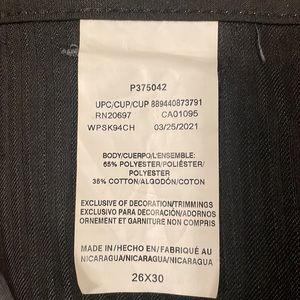 P375042
UPC/CUP/CUP 889440873791
RN20697 CA01095
WPSK94CH 03/25/2021
BODY/CUERPO/L'ENSEMBLE:
65% POLYESTER/POLIÉSTER/
POLYESTER
35% COTTON/ALGODÓN/COTON
EXCLUSIVE OF DECORATION/TRIMMINGS
EXCLUSIVO PARA DECORACIÓN/ADORNOS
ORNEMENT ET GARNITURE NON COMPRIS
MADE IN/HECHO EN/FABRIQUÉ AU
NICARAGUA/NICARAGUA/NICARAGUA
26X30